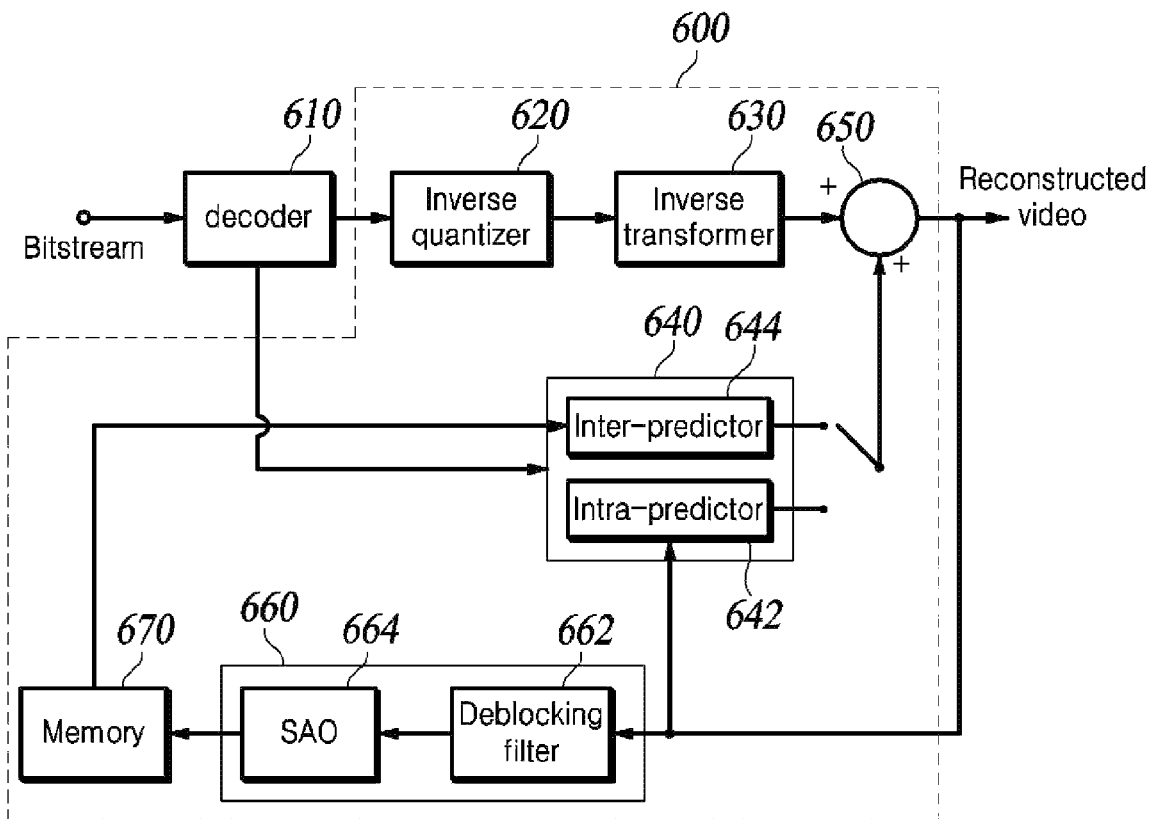 600
610
620
630
650
decoder
Inverse
quantizer
Inverse
transformer
+
+
Reconstructed
video
Bitstream
640
644
Inter-predictor
Intra-predictor
642
660
670
664
662
Memory
SAO
Deblocking
filter